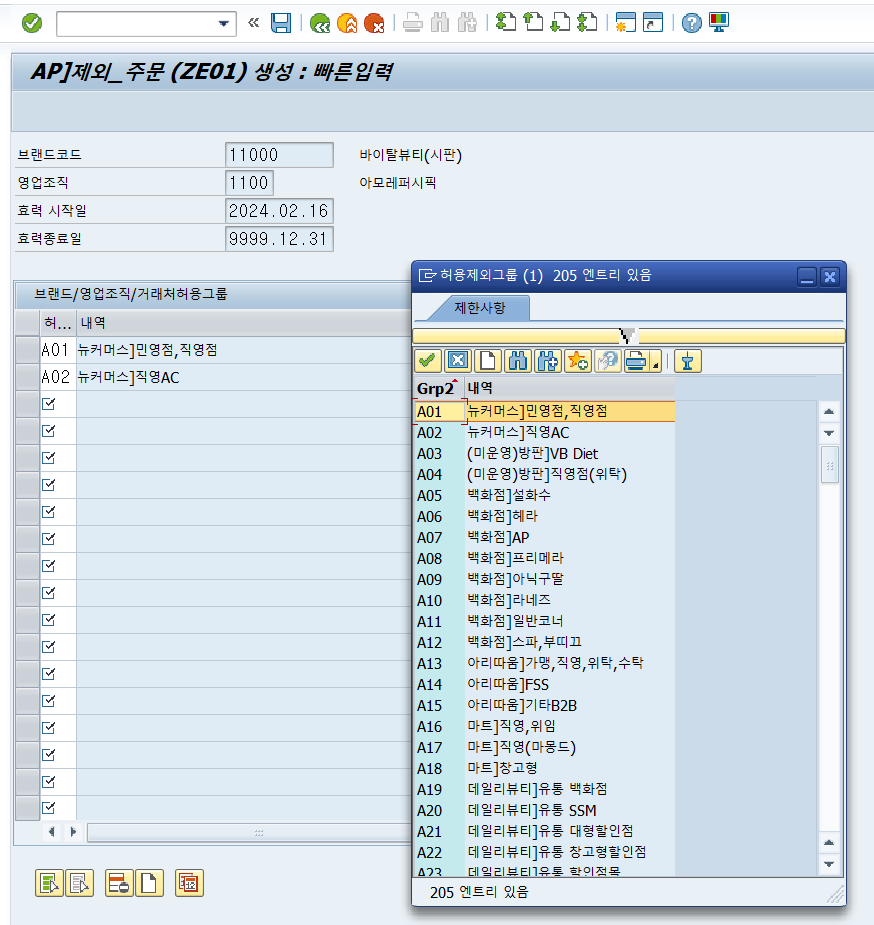 AP]제외_주문 (ZE01) 생성 : 빠른입력
브랜드코드 11000 바이탈뷰티(시판)
영업조직 1100 아모레퍼시픽
효력 시작일 2024.02.16
효력종료일 9999.12.31
브랜드/영업조직/거래처허용그룹
허... 내역
A01 뉴커머스]민영점,직영점
A02 뉴커머스]직영AC
허용제외그룹 (1) 205 엔트리 있음
제한사항
Grp2 내역
A01 뉴커머스]민영점,직영점
A02 뉴커머스]직영AC
A03 (미운영)방판]VB Diet
A04 (미운영)방판]직영점(위탁)
A05 백화점]설화수
A06 백화점]헤라
A07 백화점]AP
A08 백화점]프리메라
A09 백화점]아닉구딸
A10 백화점]라네즈
A11 백화점]일반코너
A12 백화점]스파,부띠끄
A13 아리따움]가맹,직영,위탁,수탁
A14 아리따움]FSS
A15 아리따움]기타B2B
A16 마트]직영,위임
A17 마트]직영(마몽드)
A18 마트]창고형
A19 데일리뷰티]유통 백화점
A20 데일리뷰티]유통 SSM
A21 데일리뷰티]유통 대형할인점
A22 데일리뷰티]유통 창고형할인점
A23 데일리뷰티]유통
205 엔트리 있음